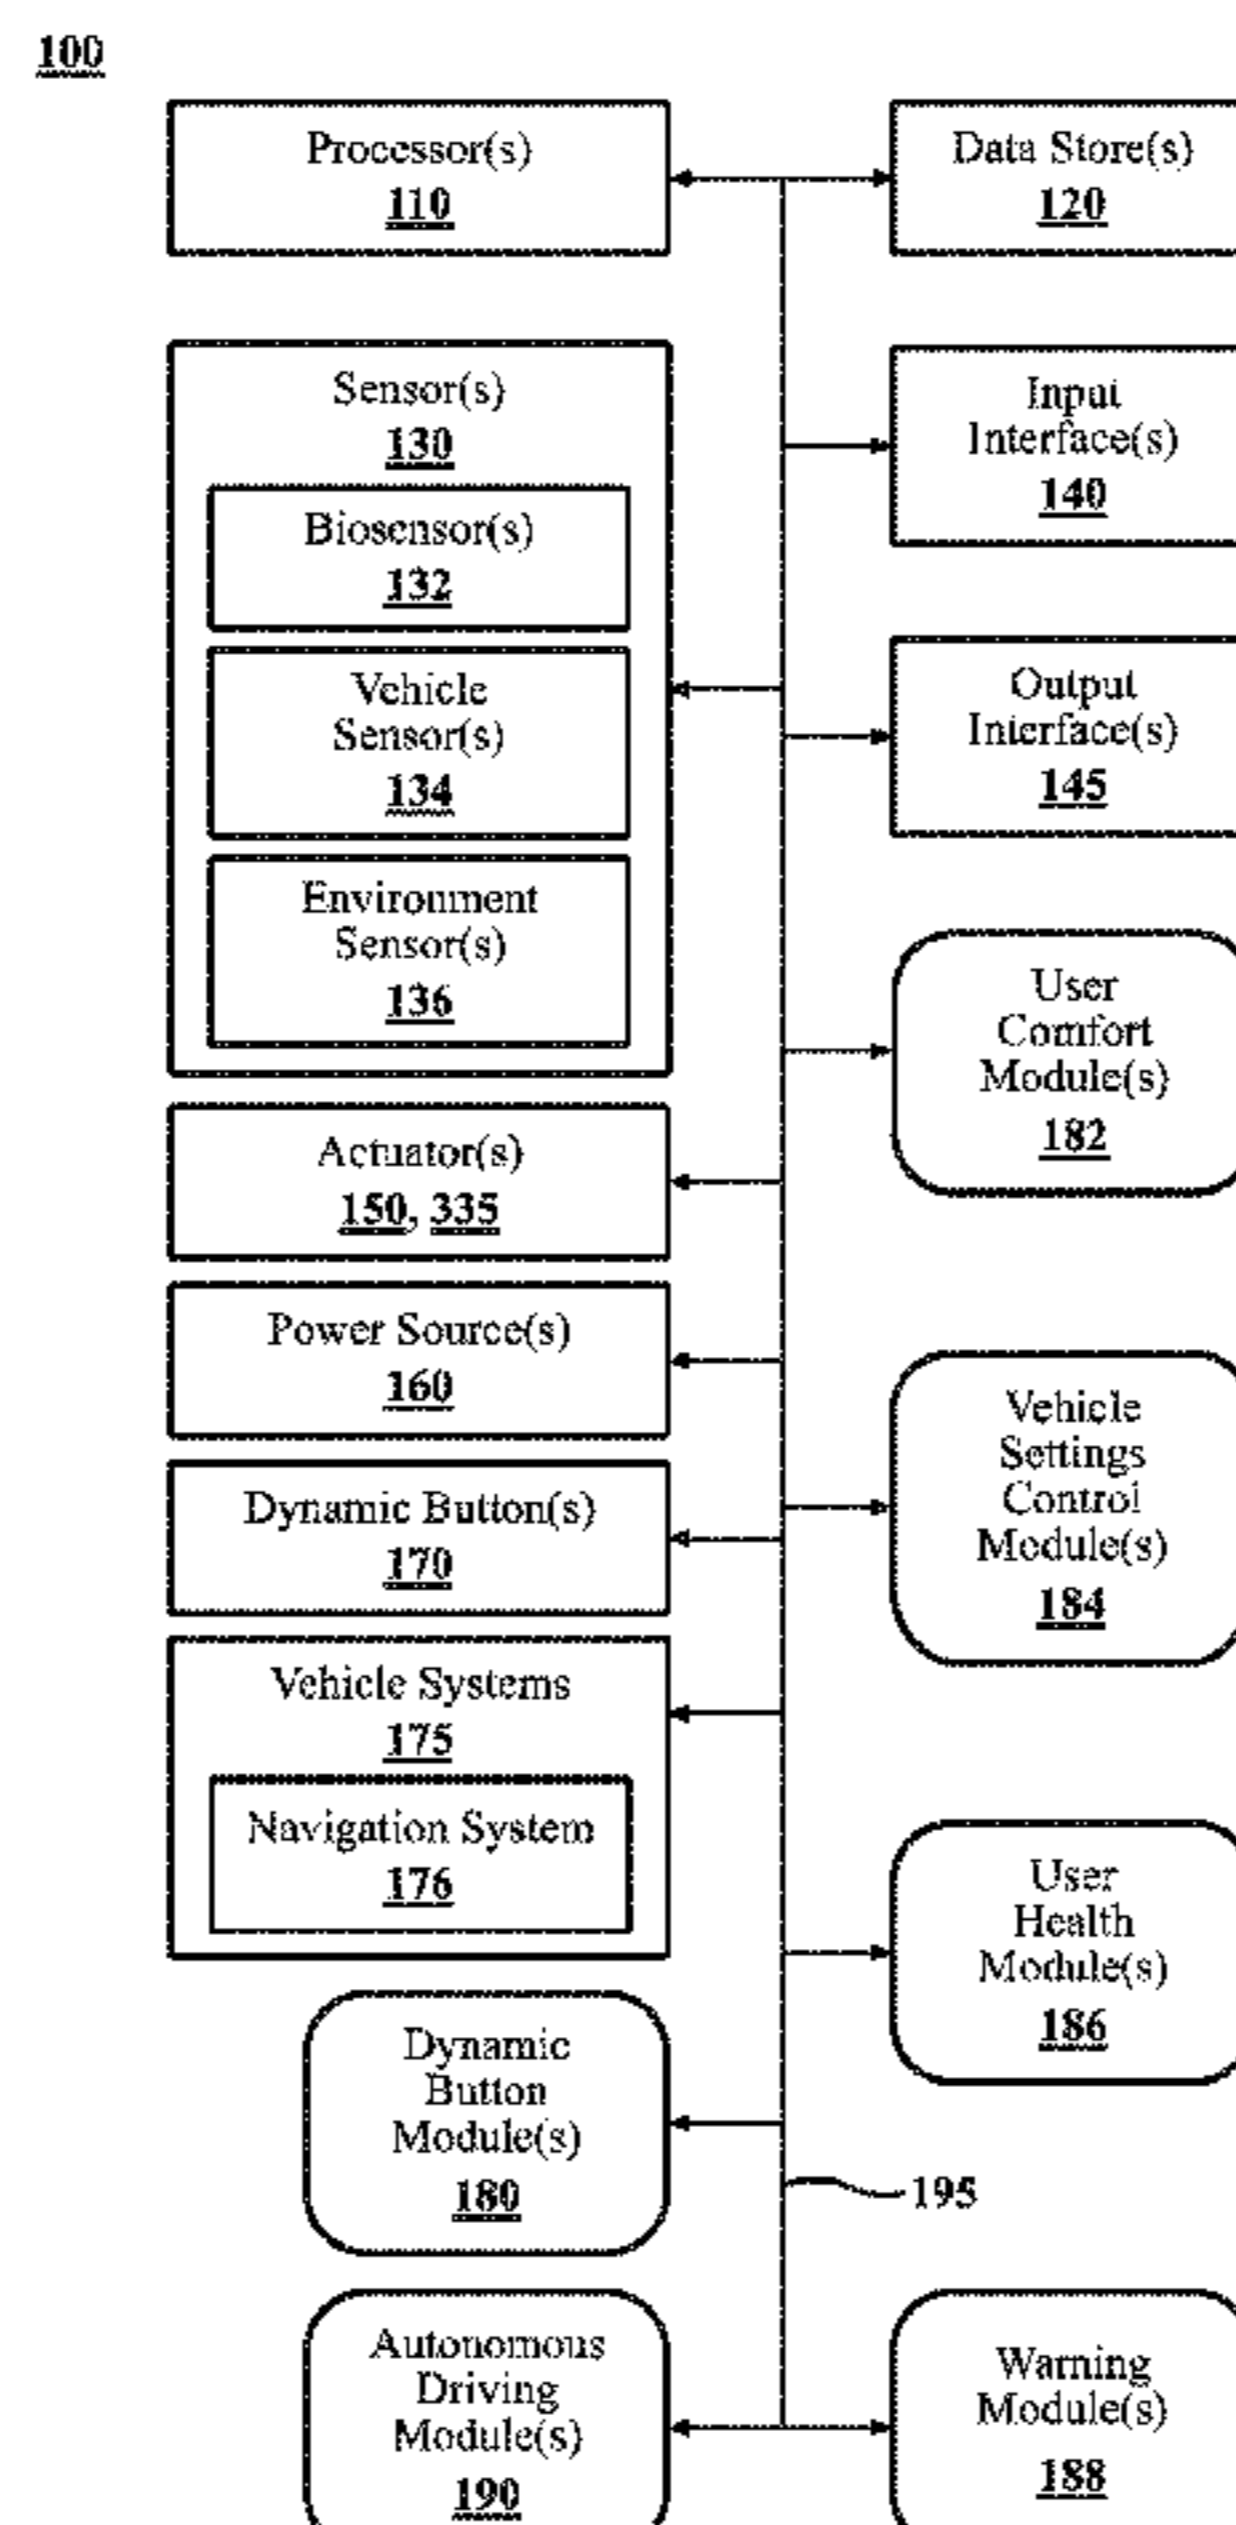 100
Processor(s)
110
Data Store(s)
120
Sensor(s)
130
Biosensor(s)
132
Vehicle
Sensor(s)
134
Environment
Sensor(s)
136
Input
Interface(s)
140
Output
Interface(s)
145
User
Comfort
Module(s)
182
Actuator(s)
150, 335
Power Source(s)
160
Dynamic Button(s)
170
Vehicle Systems
175
Navigation System
176
Vehicle
Settings
Control
Module(s)
184
User
Health
Module(s)
186
Dynamic
Button
Module(s)
180
195
Autonomous
Driving
Module(s)
190
Warning
Module(s)
188